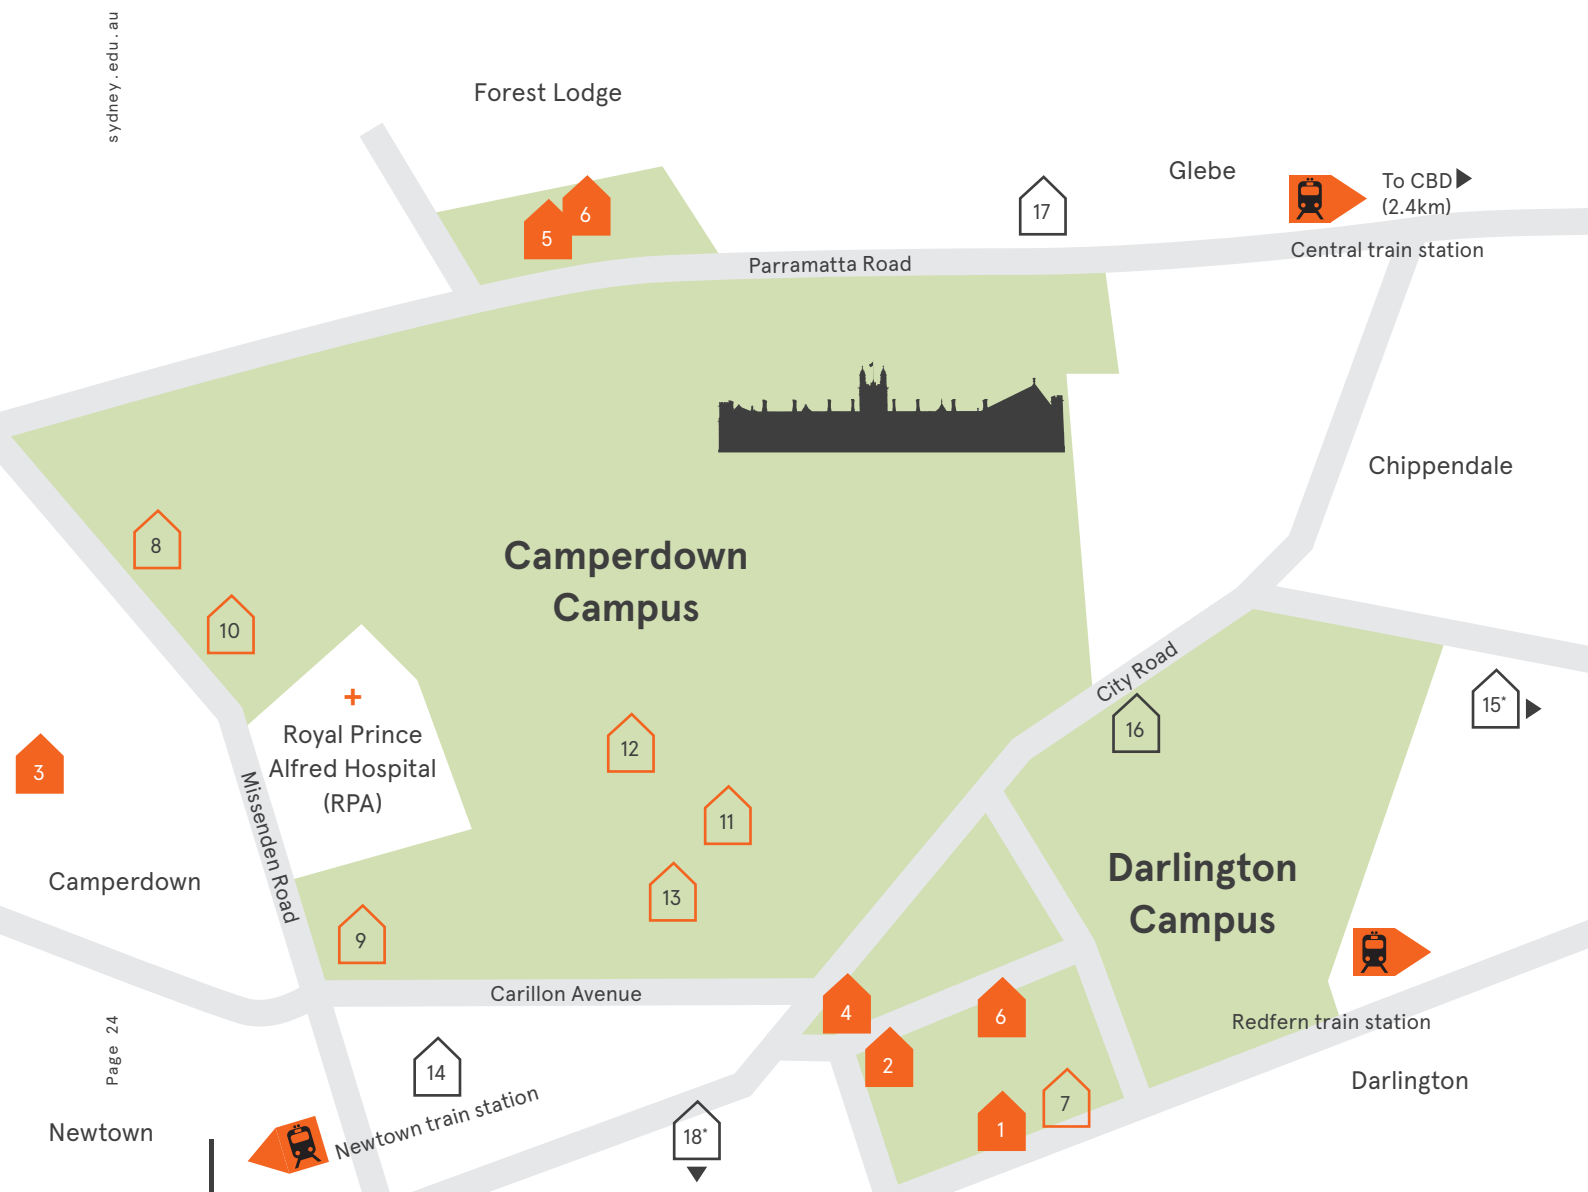 sydney.edu.au
Forest Lodge
Glebe
To CBD
(2.4km)
17
6
5
Central train station
Parramatta Road
Chippendale
8
Camperdown
Campus
10
City Road
15*
16
Royal Prince
Alfred Hospital
(RPA)
12
3
11
Missenden Road
Camperdown
Darlington
Campus
13
9
Carillon Avenue
4
6
Redfern train station
Page 24
2
14
Darlington
7
Newtown train station
Newtown
1
18*